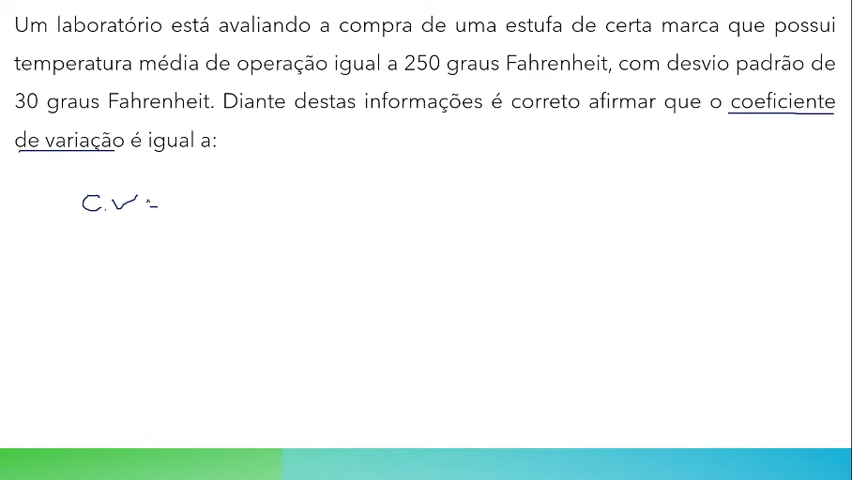 Um laboratório está avaliando a compra de uma estufa de certa marca que possui
temperatura média de operação igual a 250 graus Fahrenheit, com desvio padrão de
30 graus Fahrenheit. Diante destas informações é correto afirmar que o coeficiente
de variação é igual a:
C.V =